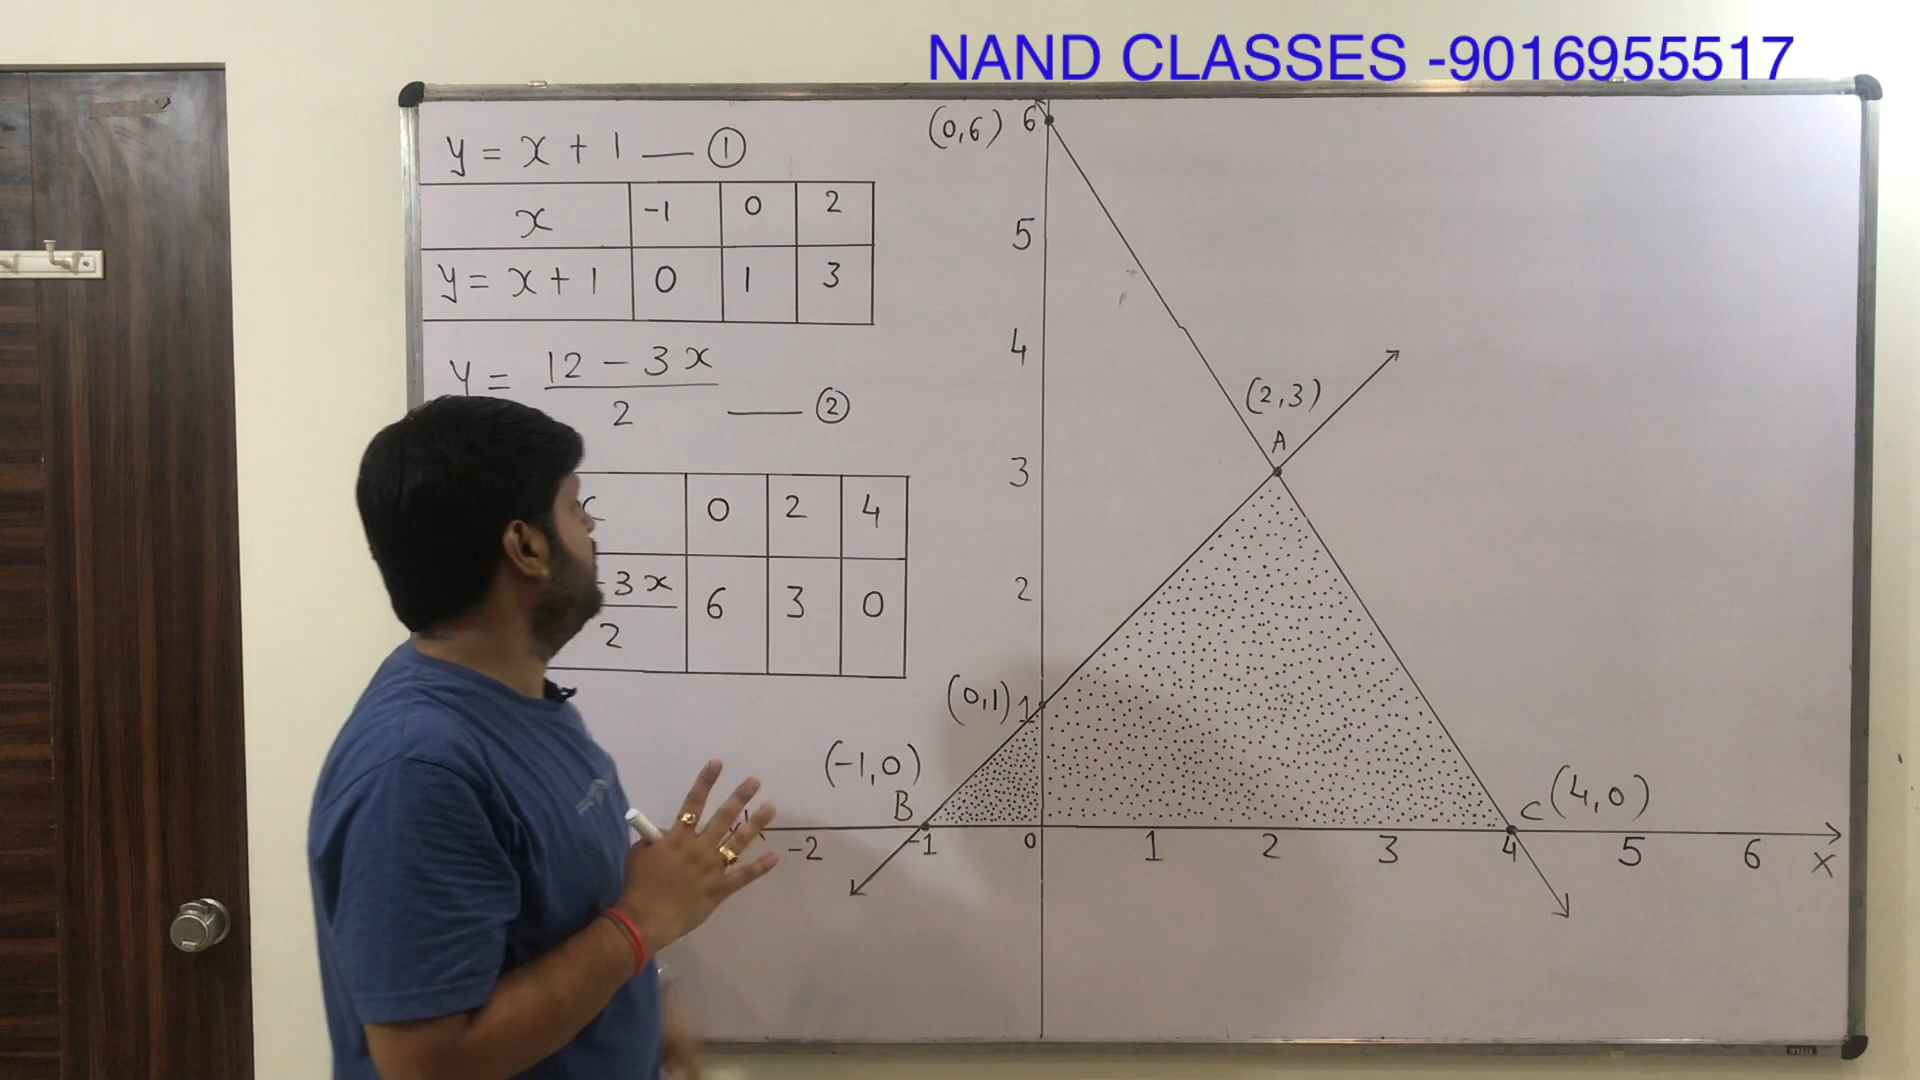 NAND CLASSES -9016955517
y = x + 1 — ①
x -1 0 2
y = x + 1 0 1 3
y = 12 - 3x
2 — ②
0 2 4
-3x 6 3 0
2
(0,6) 6
5
4
3
2
(0,1) 1
(2,3)
A
(-1,0)
B
C (4,0)
-2 -1 0 1 2 3 4 5 6 X